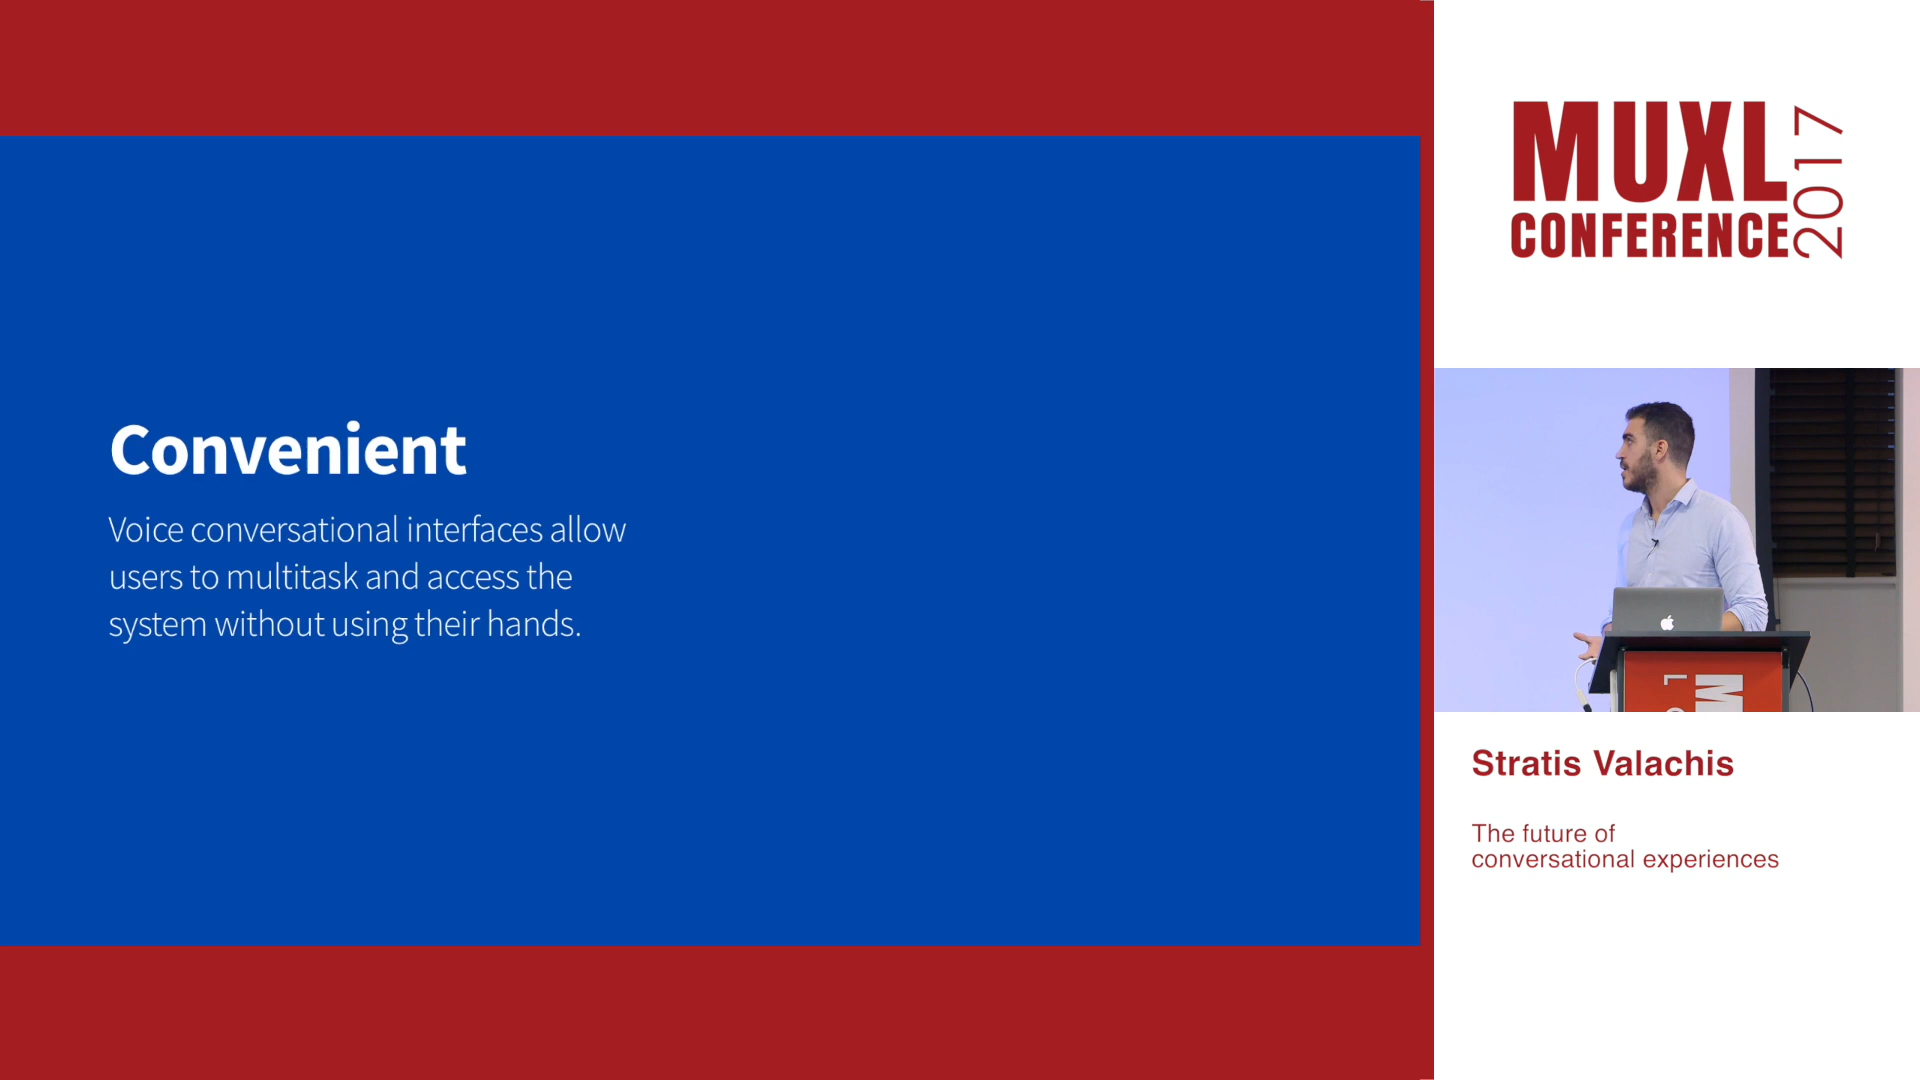 Convenient
Voice conversational interfaces allow
users to multitask and access the
system without using their hands.
MUXL
CONFERENCE
2017
M
L
Stratis Valachis
The future of
conversational experiences